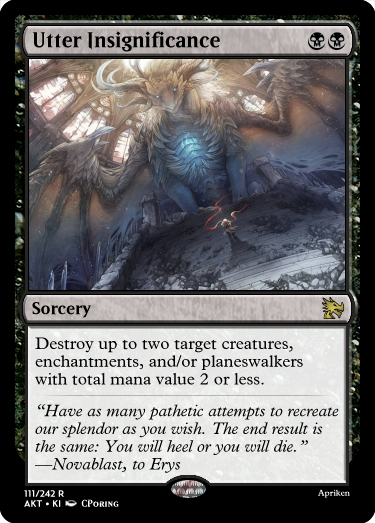 Utter Insignificance
Sorcery
Destroy up to two target creatures,
enchantments, and/or planeswalkers
with total mana value 2 or less.
“Have as many pathetic attempts to recreate
our splendor as you wish. The end result is
the same: You will heel or you will die.”
—Novablast, to Erys
111/242 R
Apriken
AKT • KI CPoring